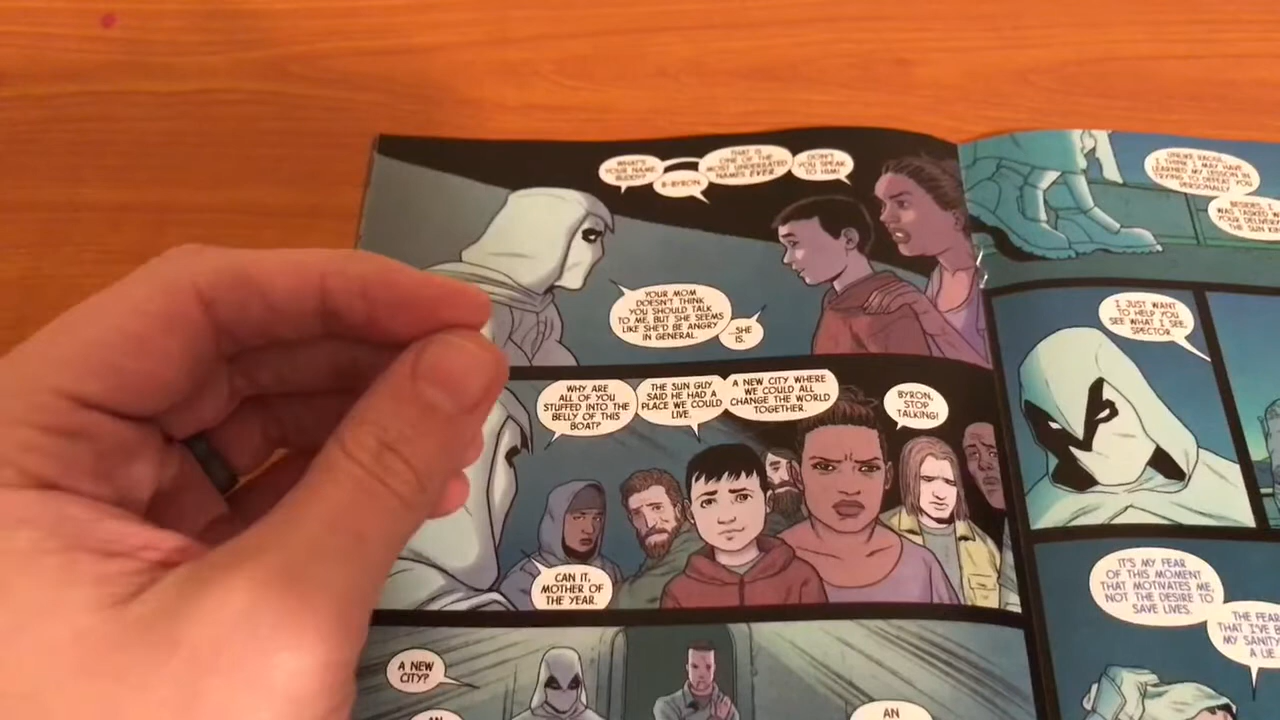 WHAT'S
YOUR NAME,
BUDDY?
B-BYRON.
THAT IS
ONE OF THE
MOST UNDERRATED
NAMES EVER.
DON'T
YOU SPEAK
TO HIM!
YOUR MOM
DOESN'T THINK
YOU SHOULD TALK
TO ME, BUT SHE SEEMS
LIKE SHE'D BE ANGRY
IN GENERAL.
...SHE
IS.
WHY ARE
ALL OF YOU
STUFFED INTO THE
BELLY OF THIS
BOAT?
THE SUN GUY
SAID HE HAD A
PLACE WE COULD
LIVE.
A NEW CITY WHERE
WE COULD ALL
CHANGE THE WORLD
TOGETHER.
BYRON,
STOP
TALKING!
CAN IT,
MOTHER OF
THE YEAR.
A NEW
CITY?
AN
AN
UNLIKE RAOUL,
I THINK I MAY HAVE
LEARNED MY LESSON IN
TRYING TO DEFEAT YOU
PERSONALLY.
BESIDES, I
WAS TASKED
YOUR DELIVERY
THE SUN
I JUST WANT
TO HELP YOU
SEE WHAT I SEE,
SPECTOR.
IT'S MY FEAR
OF THIS MOMENT
THAT MOTIVATES ME,
NOT THE DESIRE TO
SAVE LIVES.
THE FEAR
THAT I'VE
MY SANITY
A LIE